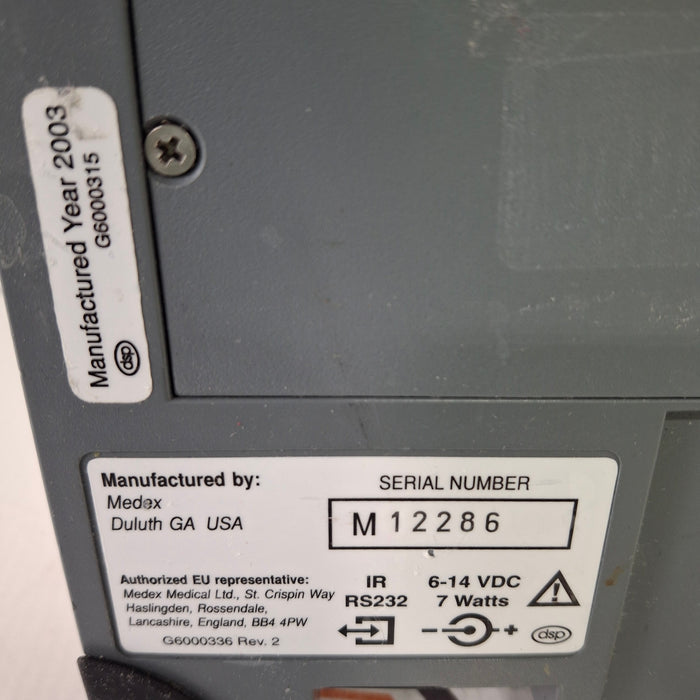 Manufactured Year 2003
G6000315
dsp
Manufactured by:
Medex
Duluth GA USA
SERIAL NUMBER
M 12286
Authorized EU representative:
Medex Medical Ltd., St. Crispin Way
Haslingden, Rossendale,
Lancashire, England, BB4 4PW
G6000336 Rev. 2
IR
RS232
6-14 VDC
7 Watts
dsp